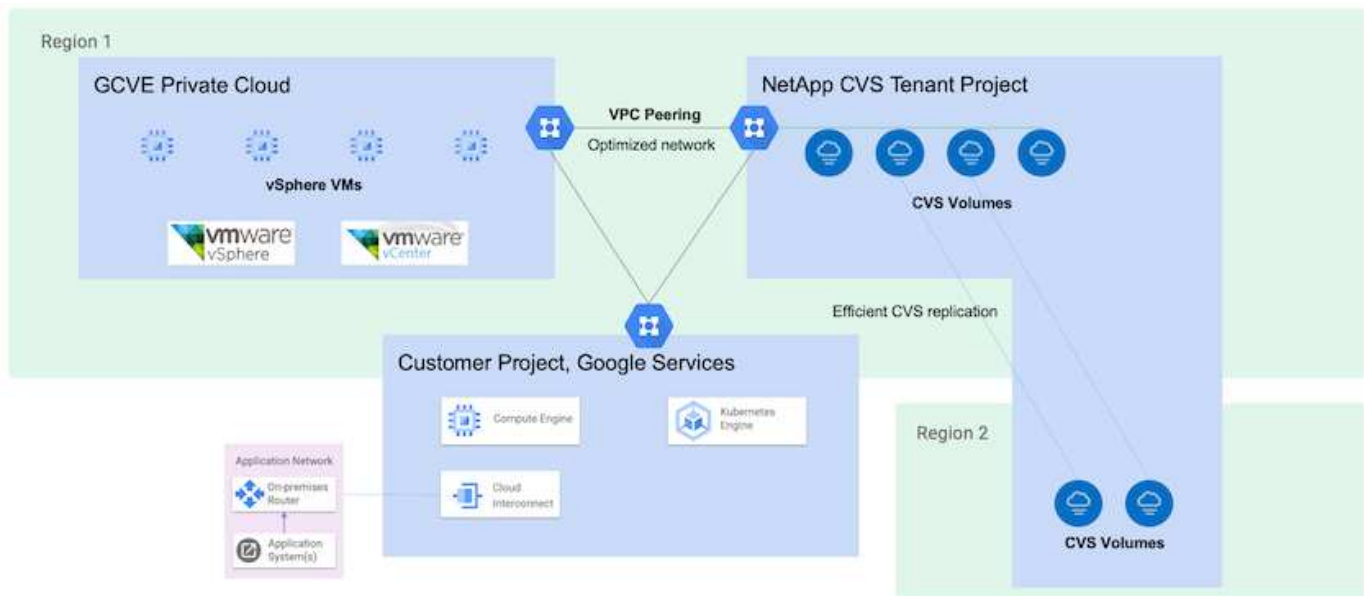 Region 1
GCVE Private Cloud
vSphere VMs
vmware
vSphere
vmware
vCenter
VPC Peering
Optimized network
NetApp CVS Tenant Project
CVS Volumes
Efficient CVS replication
Customer Project, Google Services
Compute Engine
Kubernetes
Engine
Cloud
Interconnect
Application Network
On-premises
Router
Application
System(s)
Region 2
CVS Volumes